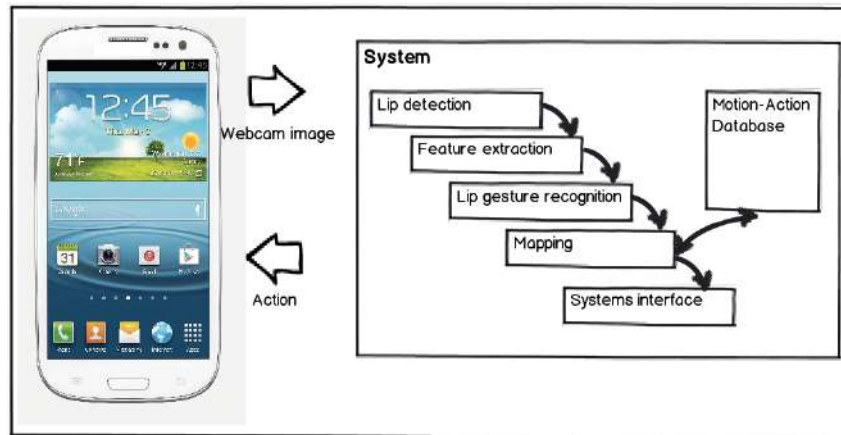 12:45
Google
31
Webcam image
Action
System
Lip detection
Feature extraction
Lip gesture recognition
Mapping
Systems interface
Motion-Action
Database